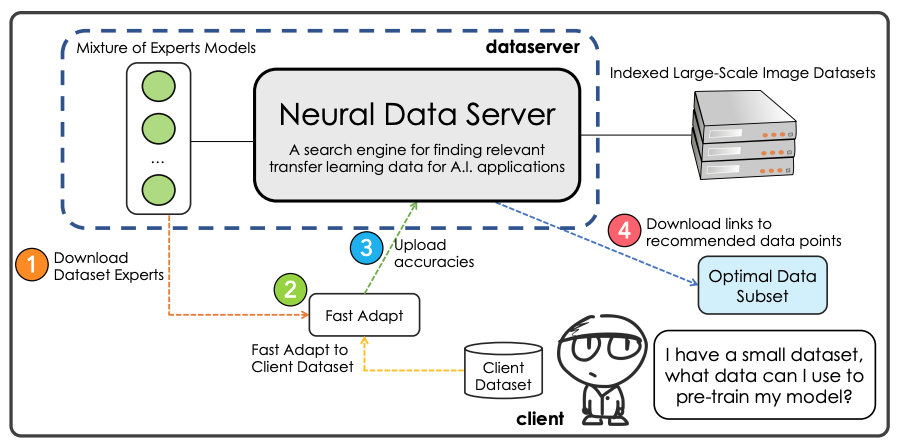 Mixture of Experts Models
dataserver
...
Neural Data Server
A search engine for finding relevant
transfer learning data for A.I. applications
Indexed Large-Scale Image Datasets
1
Download
Dataset Experts
2
Fast Adapt
3
Upload
accuracies
4
Download links to
recommended data points
Optimal Data
Subset
Fast Adapt to
Client Dataset
Client
Dataset
client
I have a small dataset,
what data can I use to
pre-train my model?